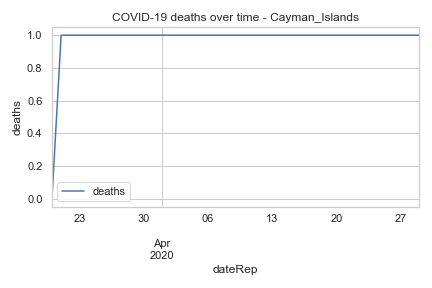 COVID-19 deaths over time - Cayman_Islands
1.0
0.8
0.6
0.4
0.2
0.0
deaths
deaths
23 30 06 13 20 27
Apr
2020
dateRep